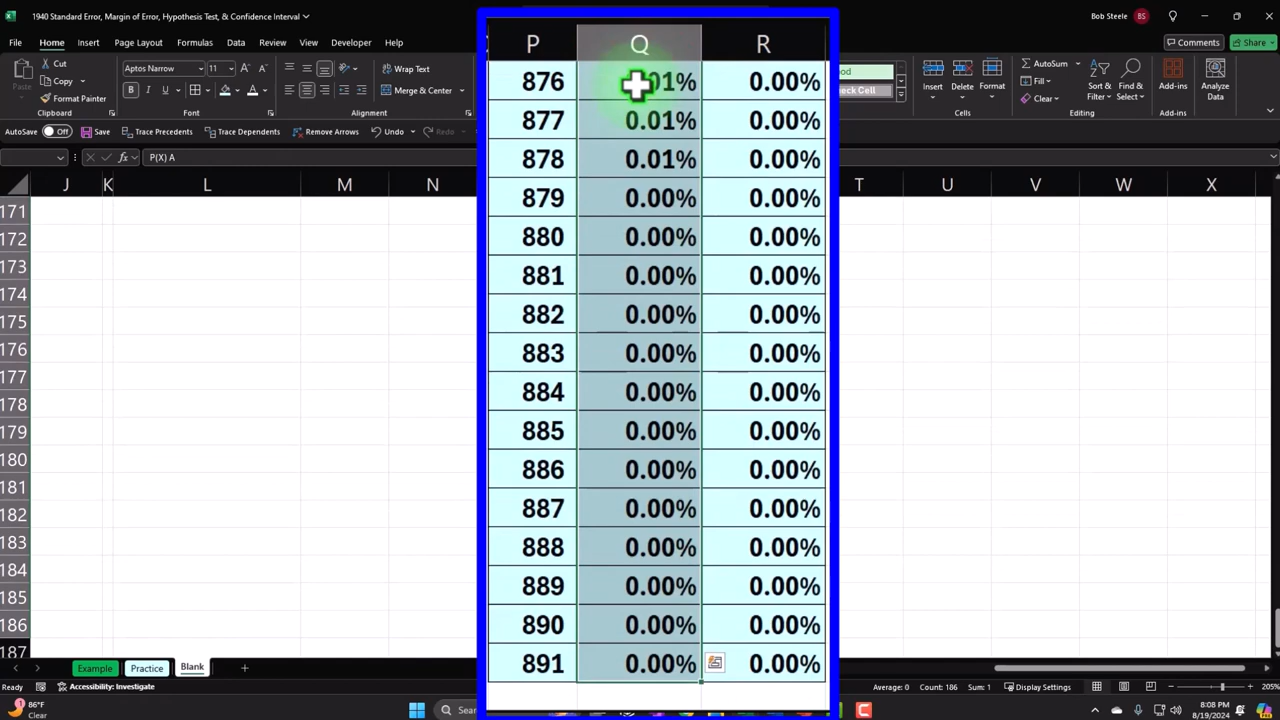 1940 Standard Error, Margin of Error, Hypothesis Test, & Confidence Interval
Bob Steele BS
File Home Insert Page Layout Formulas Data Review View Developer Help
Comments Share
Paste Cut Copy Format Painter
Clipboard
Aptos Narrow 11
B I U
Font
Wrap Text
Merge & Center
Alignment
Insert Delete Format
Cells
AutoSum
Clear
Sort & Filter Find & Select
Editing
Add-ins
Add-ins
Analyze Data
AutoSave Off Save Trace Precedents Trace Dependents Remove Arrows Undo Redo
fx P(X) A
J K L M N T U V W X
P Q R
876 0.00%
877 0.01% 0.00%
878 0.01% 0.00%
879 0.00% 0.00%
880 0.00% 0.00%
881 0.00% 0.00%
882 0.00% 0.00%
883 0.00% 0.00%
884 0.00% 0.00%
885 0.00% 0.00%
886 0.00% 0.00%
887 0.00% 0.00%
888 0.00% 0.00%
889 0.00% 0.00%
890 0.00% 0.00%
891 0.00% 0.00%
171
172
173
174
175
176
177
178
179
180
181
182
183
184
185
186
187
Example Practice Blank +
Ready Accessibility: Investigate
Average: 0 Count: 186 Sum: 1 Display Settings 205%
86°F
Clear
8:08 PM
8/19/2024